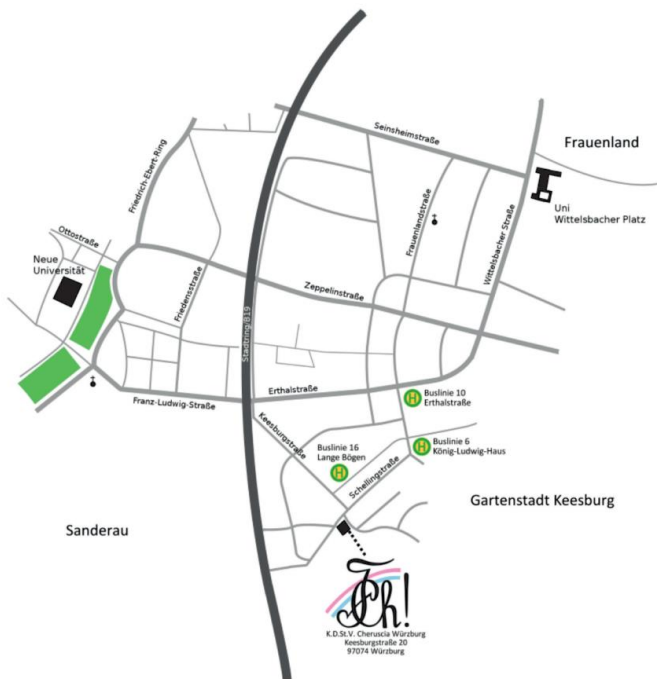 Seinsheimstraße
Frauenland
Friedrich-Ebert-Ring
Uni
Wittelsbacher Platz
Frauenlandstraße
Wittelsbacher Straße
Ottostraße
Neue
Universität
Friedensstraße
Zeppelinstraße
Stadtring/B19
Erthalstraße
Franz-Ludwig-Straße
Buslinie 10
Erthalstraße
H
Keesburgstraße
Buslinie 16
Lange Bögen
H
Buslinie 6
König-Ludwig-Haus
H
Schellingstraße
Gartenstadt Keesburg
Sanderau
K.D.St.V. Cheruscia Würzburg
Keesburgstraße 20
97074 Würzburg